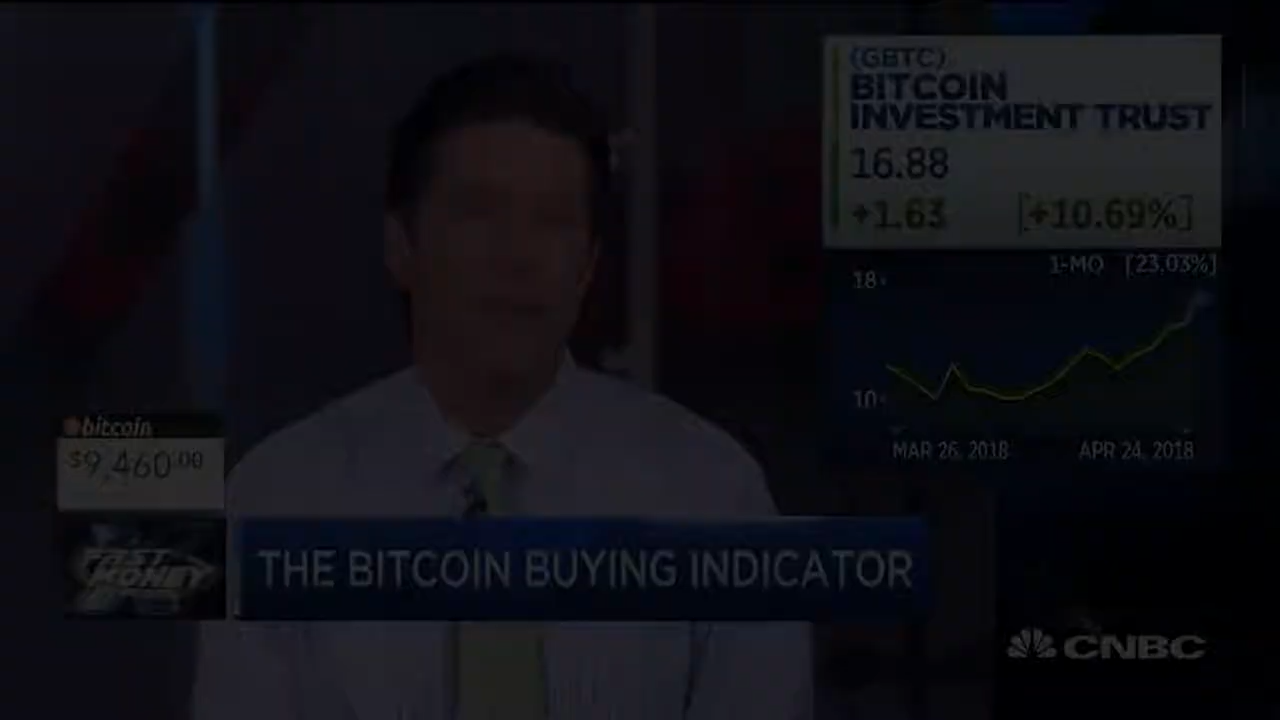 (GBTC)
BITCOIN
INVESTMENT TRUST
16.88
+1.63 [+10.69%]
1-MO [23.03%]
18
10
MAR 26, 2018 APR 24, 2018
bitcoin
$9,460.00
FAST
MONEY
THE BITCOIN BUYING INDICATOR
CNBC